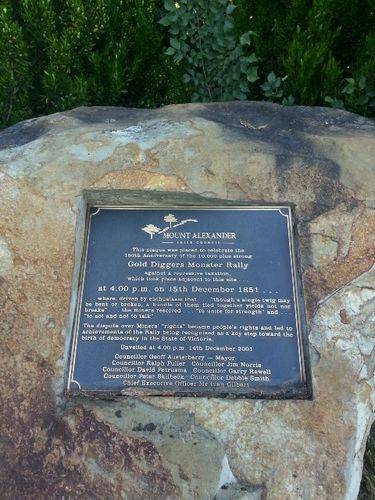 MOUNT ALEXANDER
SHIRE COUNCIL
This plaque was placed to celebrate the
150th Anniversary of the 10,000 plus strong
Gold Diggers Monster Rally
against a repressive taxation,
which took place adjacent to this site
at 4.00 p.m. on 15th December 1851 . . .
where, driven by enthusiasm that "though a single twig may
be bent or broken, a bundle of them tied together yields not nor
breaks" ... the miners resolved "to unite for strength" and
"to act and not to talk"
The dispute over Miners' "rights" became people's rights and led to
achievements of the Rally being recognised as a key step toward the
birth of democracy in the State of Victoria.
Unveiled at 4.00 p.m. 14th December 2001
Councillor Geoff Austerberry — Mayor
Councillor Ralph Fuller Councillor Jim Norris
Councillor David Petrusma Councillor Garry Rowell
Councillor Peter Skilbeck Councillor Debbie Smith
Chief Executive Officer Mr Ivan Gilbert